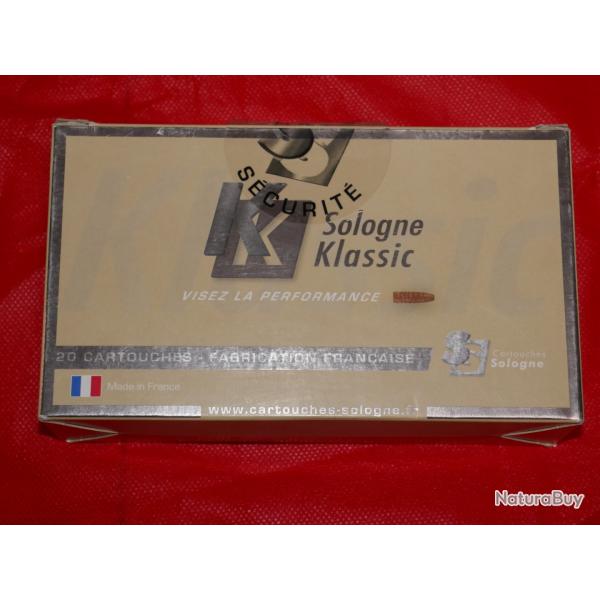 SÉCURITÉ
K
Sologne
Klassic
VISEZ LA PERFORMANCE
20 CARTOUCHES - FABRICATION FRANÇAISE
Cartouches
Sologne
Made in France
www.cartouches-sologne.fr
NaturaBuy